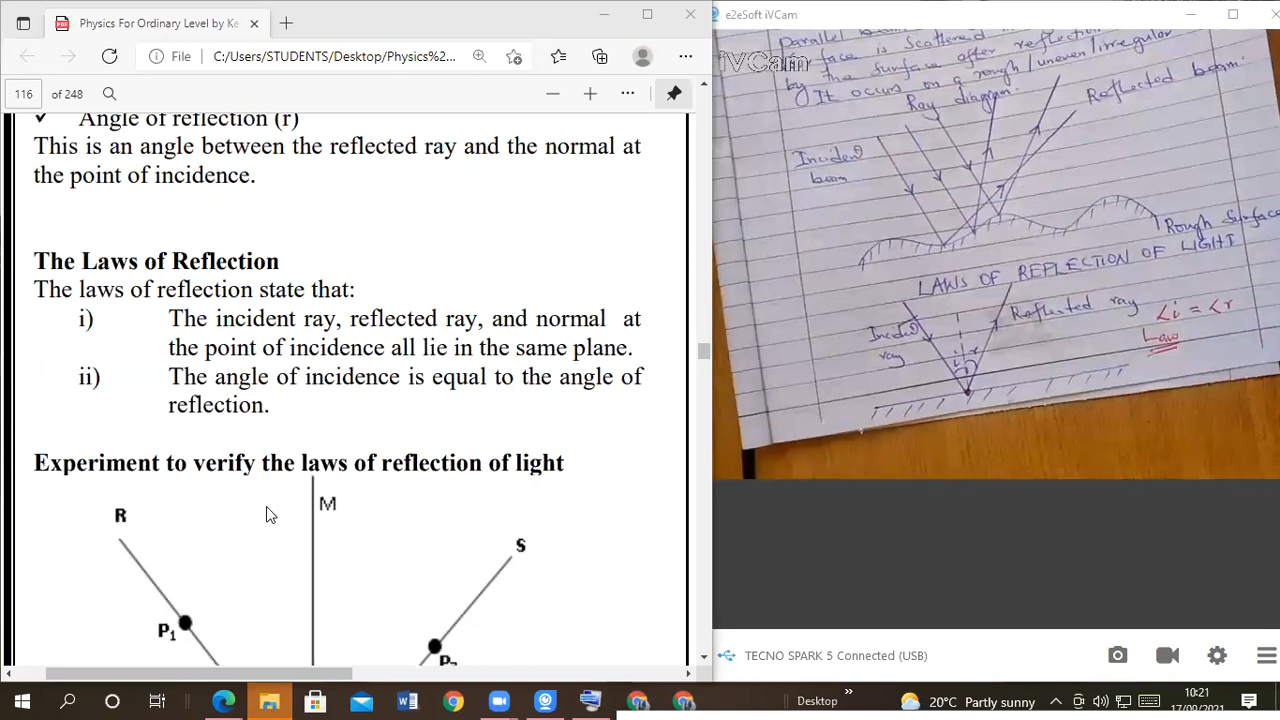 Physics For Ordinary Level by Ke
e2eSoft iVCam
File
C:/Users/STUDENTS/Desktop/Physics%2...
116 of 248
✓ Angle of reflection (r)
This is an angle between the reflected ray and the normal at
the point of incidence.
The Laws of Reflection
The laws of reflection state that:
i) The incident ray, reflected ray, and normal at
the point of incidence all lie in the same plane.
ii) The angle of incidence is equal to the angle of
reflection.
Experiment to verify the laws of reflection of light
M
R
S
P1
iVCam
is scattered
by the surface after reflection
It occurs on a rough/uneven/irregular
Ray diagram.
Reflected beam.
Incident
beam
Rough Surface
LAWS OF REFLECTION OF LIGHT
Incident
ray
Reflected ray
i r
∠i = ∠r
Law
TECNO SPARK 5 Connected (USB)
Desktop
20°C Partly sunny
10:21
17/09/2021